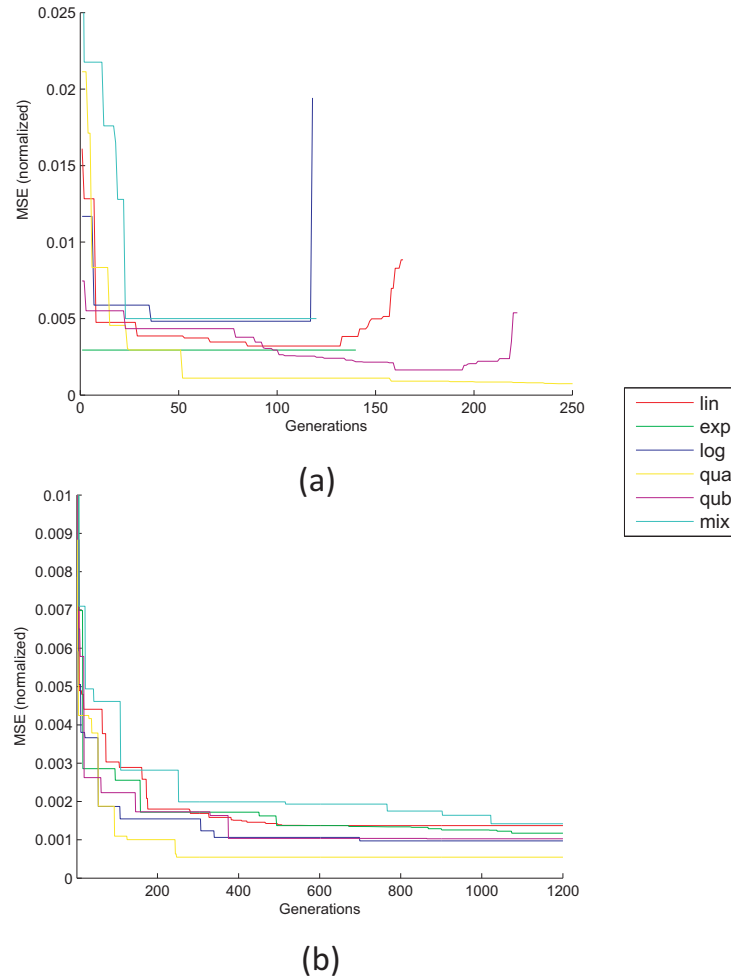 0.025
0.02
0.015
0.01
0.005
0
MSE (normalized)
0 50 100 150 200 250
Generations
(a)
lin
exp
log
qua
qub
mix
0.01
0.009
0.008
0.007
0.006
0.005
0.004
0.003
0.002
0.001
0
MSE (normalized)
200 400 600 800 1000 1200
Generations
(b)